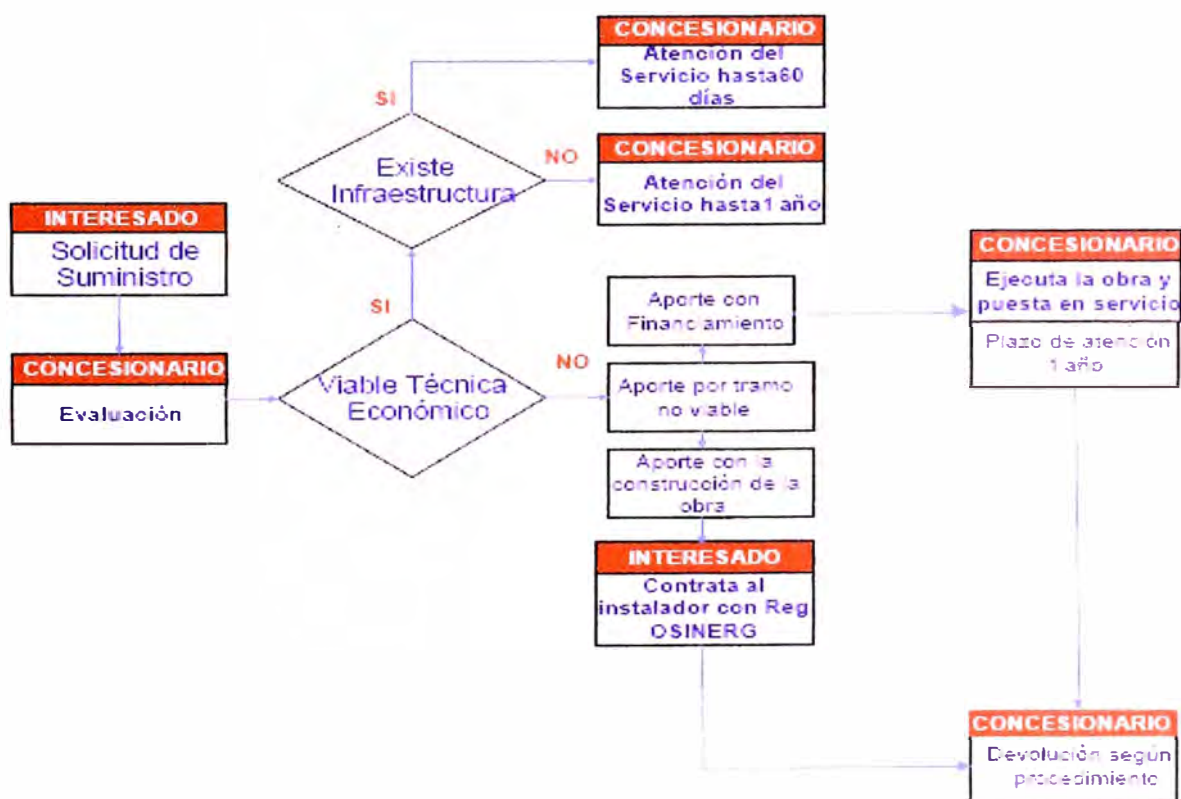 CONCESIONARIO
Atención del
Servicio hasta60
días
SI
Existe
Infraestructura
NO
CONCESIONARIO
Atención del
Servicio hasta1 año
INTERESADO
Solicitud de
Suministro
SI
CONCESIONARIO
Evaluación
Viable Técnica
Económico
NO
Aporte con
Financiamiento
Aporte por tramo
no viable
Aporte con la
construcción de la
obra
CONCESIONARIO
Ejecuta la obra y
puesta en servicio
Plazo de atención
1 año
INTERESADO
Contrata al
instalador con Reg
OSINERG
CONCESIONARIO
Devolución según
procedimiento